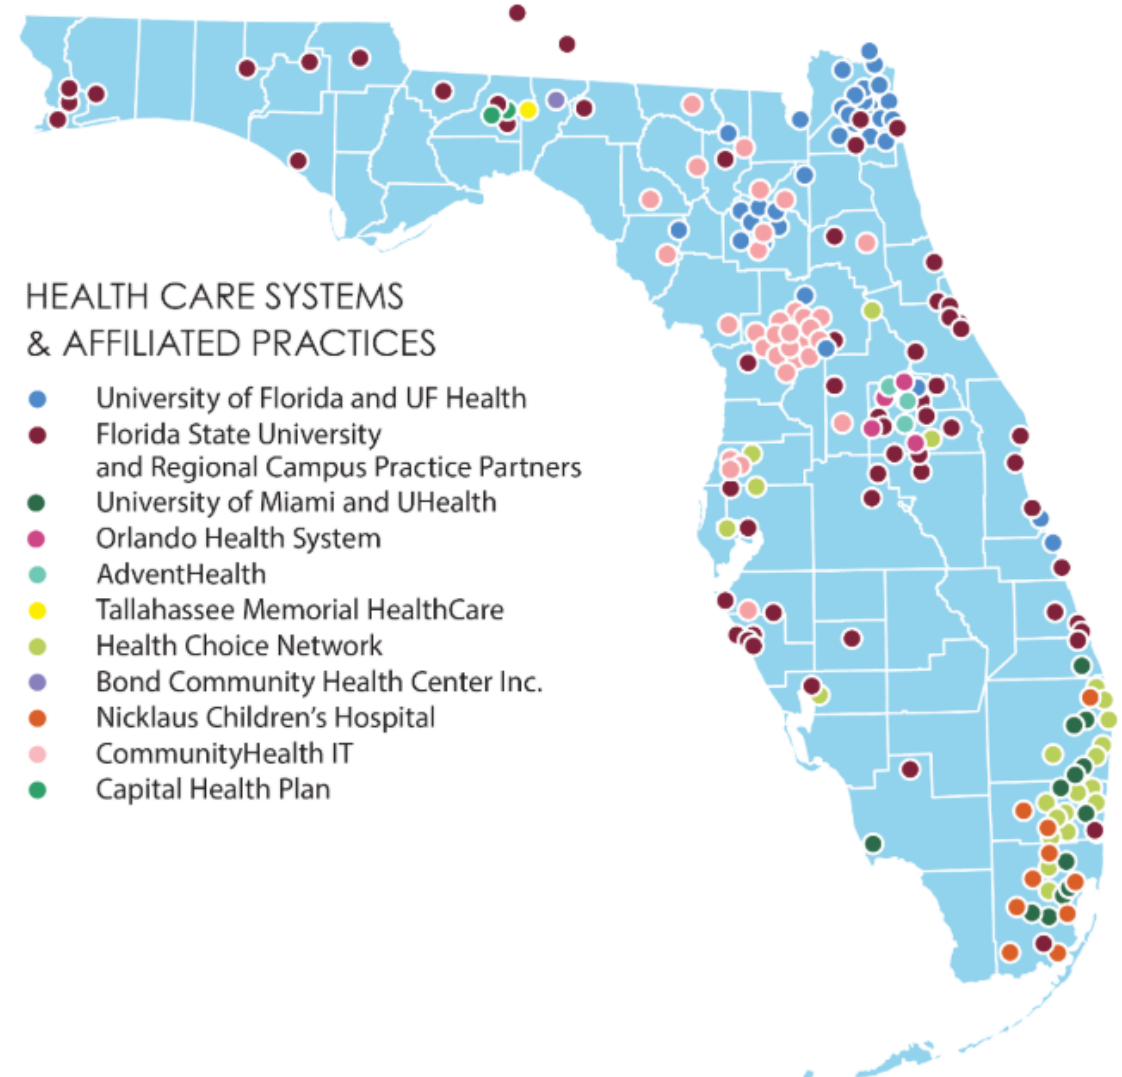 HEALTH CARE SYSTEMS
& AFFILIATED PRACTICES
University of Florida and UF Health
Florida State University
and Regional Campus Practice Partners
University of Miami and UHealth
Orlando Health System
AdventHealth
Tallahassee Memorial HealthCare
Health Choice Network
Bond Community Health Center Inc.
Nicklaus Children’s Hospital
CommunityHealth IT
Capital Health Plan